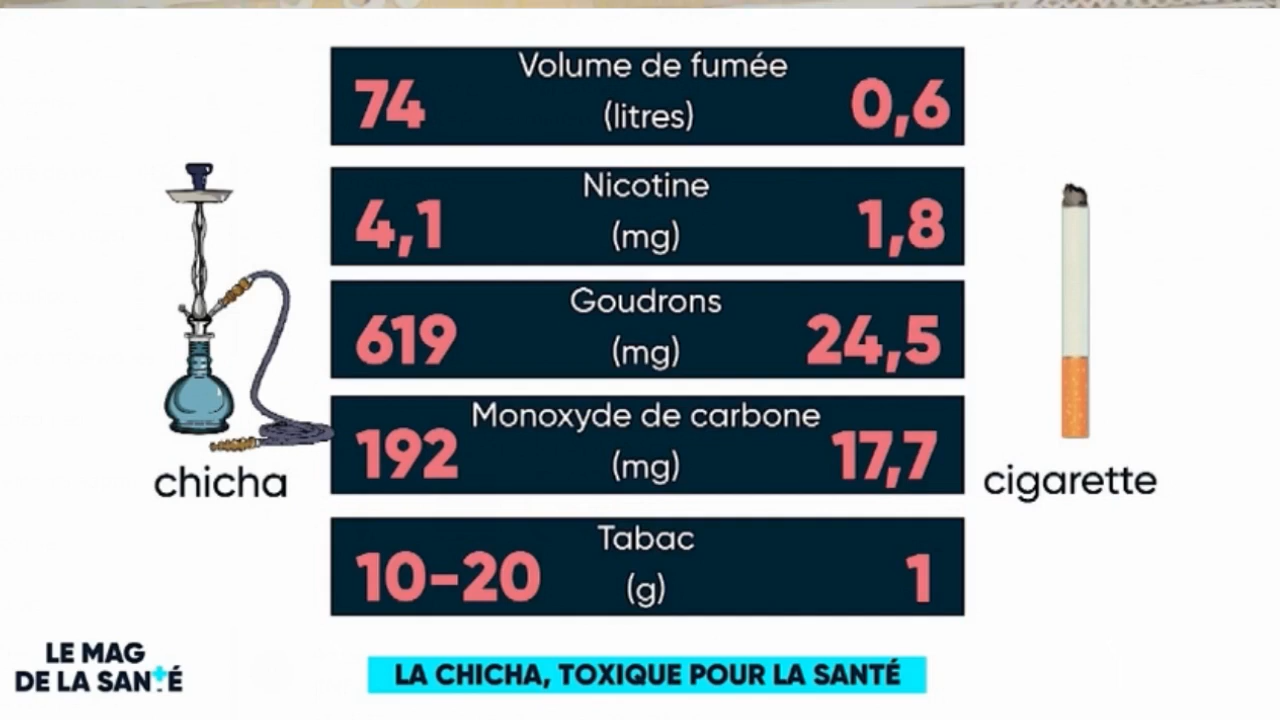 Volume de fumée
74 (litres) 0,6
Nicotine
4,1 (mg) 1,8
Goudrons
619 (mg) 24,5
Monoxyde de carbone
192 (mg) 17,7
chicha
cigarette
Tabac
10-20 (g) 1
LE MAG
DE LA SANTÉ
LA CHICHA, TOXIQUE POUR LA SANTÉ